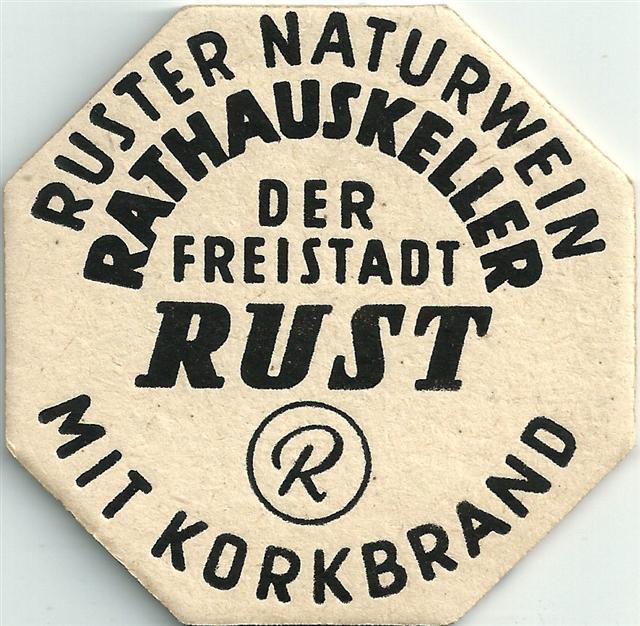 RUSTER NATURWEIN
RATHAUSKELLER
DER
FREISTADT
RUST
R
MIT KORKBRAND